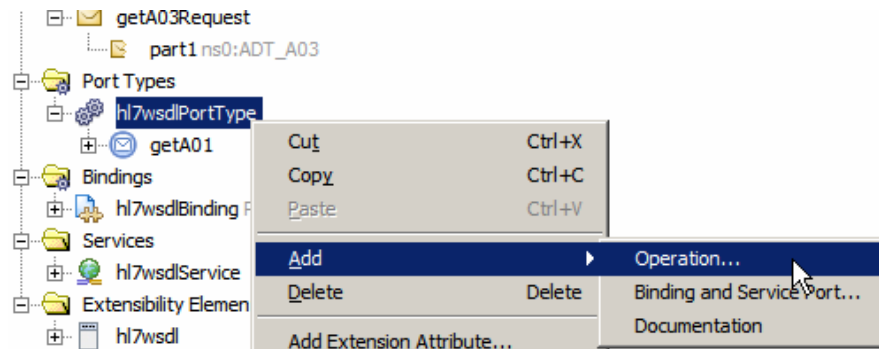 getA03Request
part1 ns0:ADT_A03
Port Types
hl7wsdlPortType
getA01
Cut Ctrl+X
Copy Ctrl+C
Bindings
hl7wsdlBinding
Paste Ctrl+V
Services
Add Operation...
hl7wsdlService
Delete Delete Binding and Service Port...
Extensibility Elemen
Documentation
hl7wsdl
Add Extension Attribute...